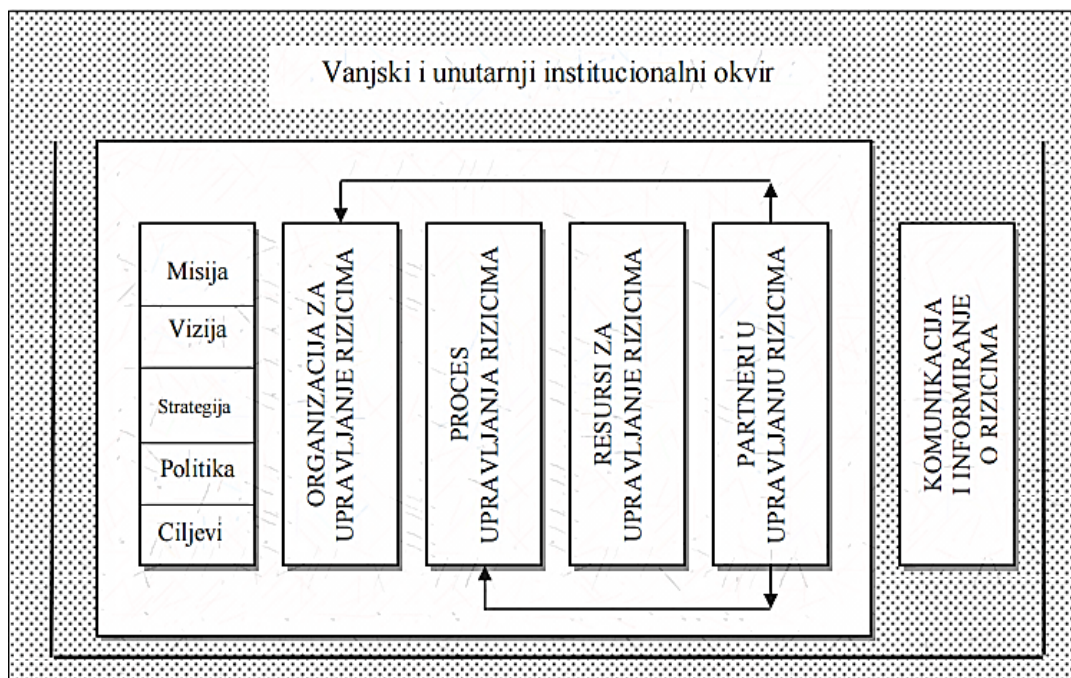 Vanjski i unutarnji institucionalni okvir
Misija
Vizija
Strategija
Politika
Ciljevi
ORGANIZACIJA ZA
UPRAVLJANJE RIZICIMA
PROCES
UPRAVLJANJA RIZICIMA
RESURSI ZA
UPRAVLJANJE RIZICIMA
PARTNERI U
UPRAVLJANJU RIZICIMA
KOMUNIKACIJA
I INFORMIRANJE
O RIZICIMA